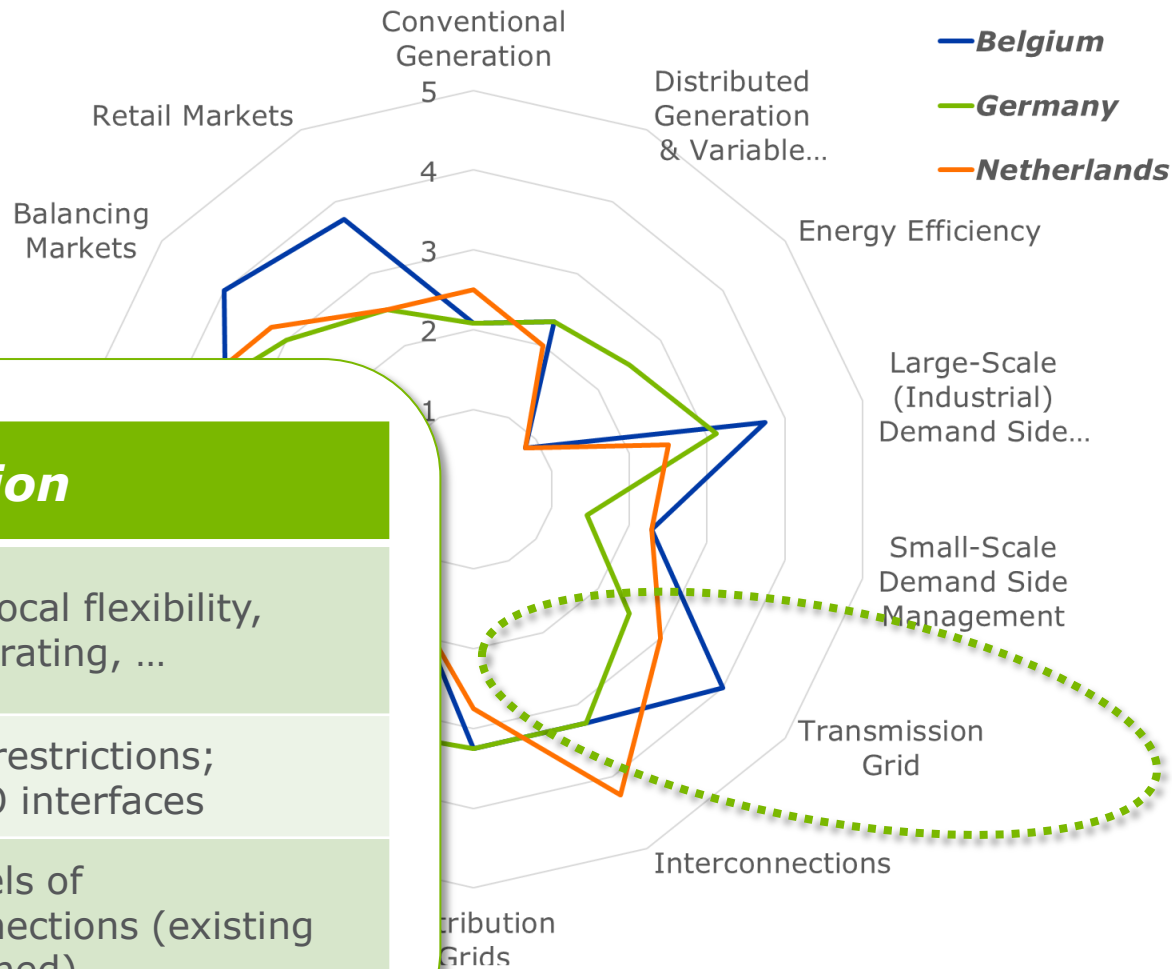 Conventional
Generation
Belgium
Distributed
Generation
& Variable…
Germany
Netherlands
Retail Markets
Balancing
Markets
Energy Efficiency
5
4
3
2
1
Large-Scale
(Industrial)
Demand Side…
Small-Scale
Demand Side
Management
Transmission
Grid
Interconnections
tribution
Grids
ion
ocal flexibility,
rating, …
restrictions;
interfaces
els of
nections (existing